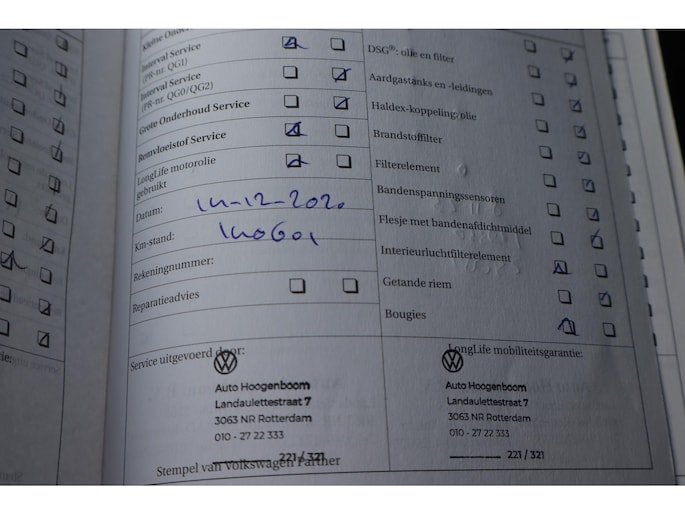 Kleine Onder
Interval Service
(PR-nr. QG1)
Interval Service
(PR-nr. QG0/QG2)
Grote Onderhoud Service
Remvloeistof Service
LongLife motorolie
gebruikt
Datum: 14-12-2020
Km-stand: 140601
Rekeningnummer:
Reparatieadvies
DSG®: olie en filter
Aardgastanks en -leidingen
Haldex-koppeling: olie
Brandstoffilter
Filterelement
Bandenspanningssensoren
Flesje met bandenafdichtmiddel
Interieurluchtfilterelement
Getande riem
Bougies
Service uitgevoerd door:
Auto Hoogenboom
Landaulettestraat 7
3063 NR Rotterdam
010 - 27 22 333
221 / 321
Stempel van Volkswagen Partner
LongLife mobiliteitsgarantie:
Auto Hoogenboom
Landaulettestraat 7
3063 NR Rotterdam
010 - 27 22 333
221 / 321